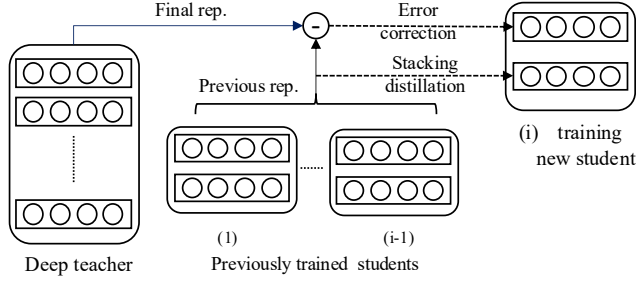 Final rep.
-
Error
correction
Stacking
distillation
Previous rep.
(i) training
new student
(1)
(i-1)
Deep teacher
Previously trained students